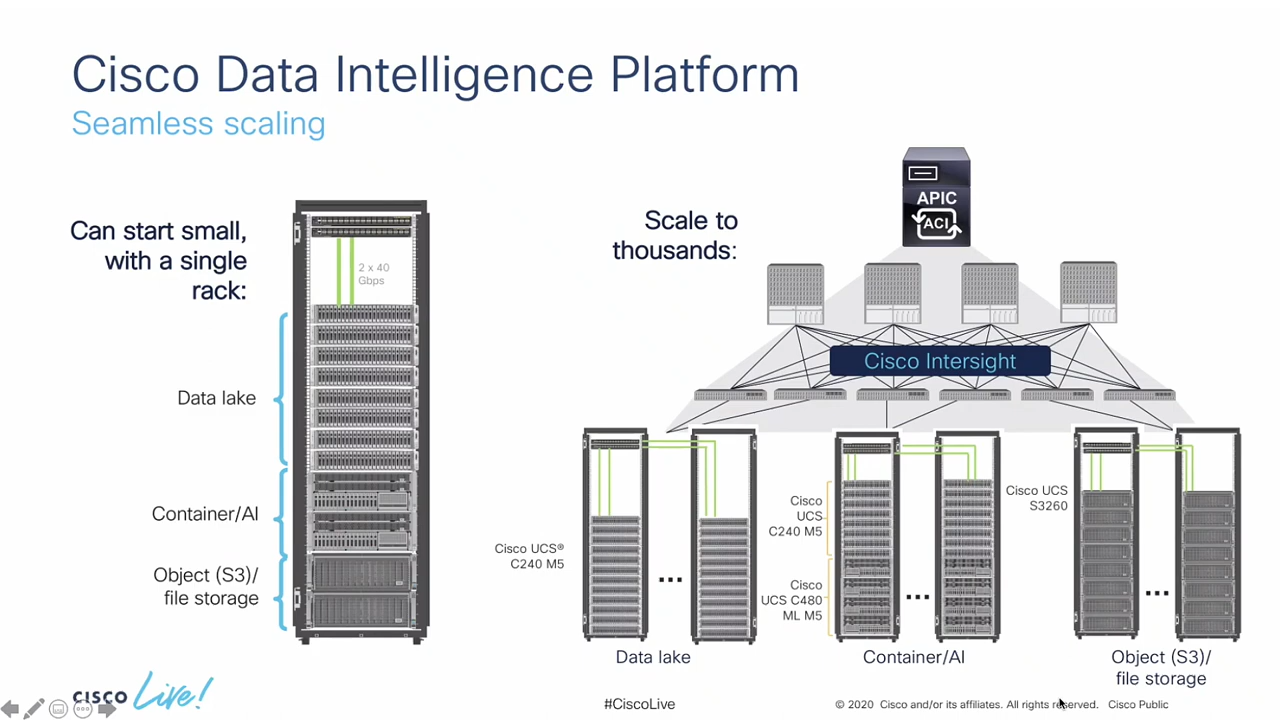 Cisco Data Intelligence Platform
Seamless scaling
Can start small,
with a single
rack:
2 x 40
Gbps
Data lake
Container/AI
Object (S3)/
file storage
Scale to
thousands:
APIC
ACI
Cisco Intersight
Cisco UCS®
C240 M5
Data lake
Cisco
UCS
C240 M5
Cisco
UCS C480
ML M5
Container/AI
Cisco UCS
S3260
Object (S3)/
file storage
CISCO Live!
#CiscoLive
© 2020 Cisco and/or its affiliates. All rights reserved. Cisco Public